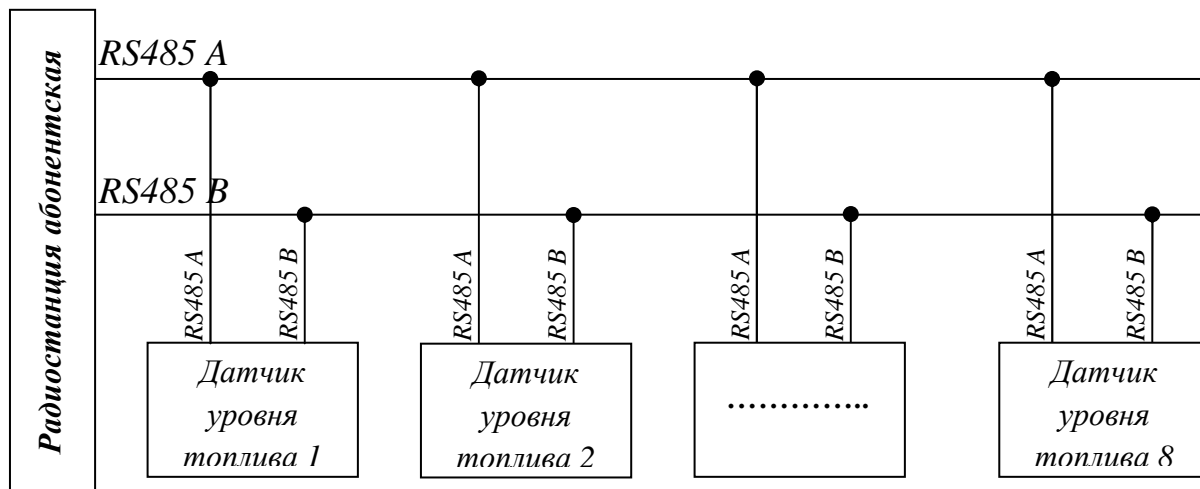 Радиостанция абонентская
RS485 A
RS485 B
RS485 A
RS485 B
RS485 A
RS485 B
RS485 A
RS485 B
RS485 A
RS485 B
Датчик
уровня
топлива 1
Датчик
уровня
топлива 2
…………..
Датчик
уровня
топлива 8